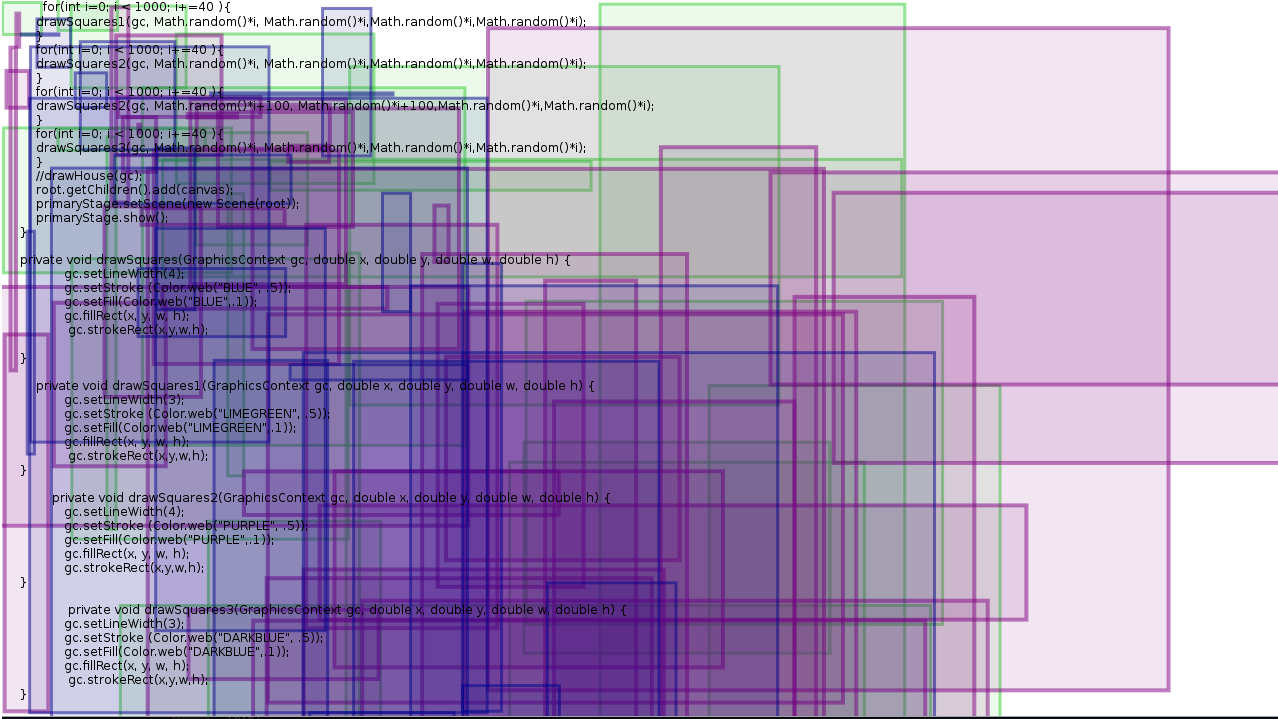 for(int i=0; i < 1000; i+=40 ){
drawSquares1(gc, Math.random()*i, Math.random()*i,Math.random()*i,Math.random()*i);
}
for(int i=0; i < 1000; i+=40 ){
drawSquares2(gc, Math.random()*i, Math.random()*i,Math.random()*i,Math.random()*i);
}
for(int i=0; i < 1000; i+=40 ){
drawSquares2(gc, Math.random()*i+100, Math.random()*i+100,Math.random()*i,Math.random()*i);
}
for(int i=0; i < 1000; i+=40 ){
drawSquares3(gc, Math.random()*i, Math.random()*i,Math.random()*i,Math.random()*i);
}
//drawHouse(gc);
root.getChildren().add(canvas);
primaryStage.setScene(new Scene(root));
primaryStage.show();
}
private void drawSquares(GraphicsContext gc, double x, double y, double w, double h) {
gc.setLineWidth(4);
gc.setStroke (Color.web("BLUE", .5));
gc.setFill(Color.web("BLUE",.1));
gc.fillRect(x, y, w, h);
gc.strokeRect(x,y,w,h);
}
private void drawSquares1(GraphicsContext gc, double x, double y, double w, double h) {
gc.setLineWidth(3);
gc.setStroke (Color.web("LIMEGREEN", .5));
gc.setFill(Color.web("LIMEGREEN",.1));
gc.fillRect(x, y, w, h);
gc.strokeRect(x,y,w,h);
}
private void drawSquares2(GraphicsContext gc, double x, double y, double w, double h) {
gc.setLineWidth(4);
gc.setStroke (Color.web("PURPLE", .5));
gc.setFill(Color.web("PURPLE",.1));
gc.fillRect(x, y, w, h);
gc.strokeRect(x,y,w,h);
}
private void drawSquares3(GraphicsContext gc, double x, double y, double w, double h) {
gc.setLineWidth(3);
gc.setStroke (Color.web("DARKBLUE", .5));
gc.setFill(Color.web("DARKBLUE",.1));
gc.fillRect(x, y, w, h);
gc.strokeRect(x,y,w,h);
}